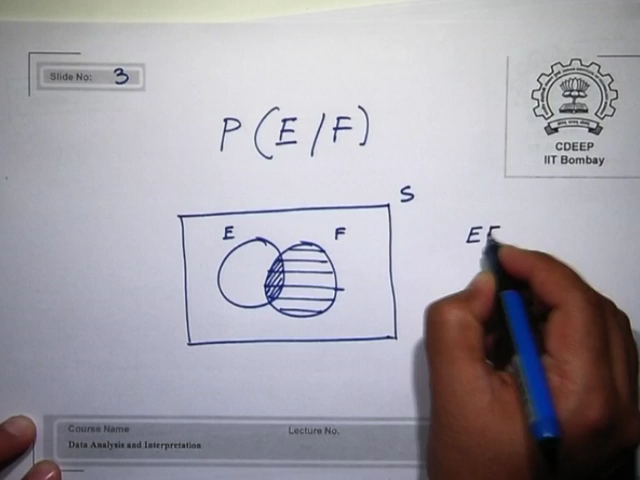 Slide No: 3
CDEEP
IIT Bombay
P(E/F)
S
E F
E F
Course Name
Lecture No.
Data Analysis and Interpretation